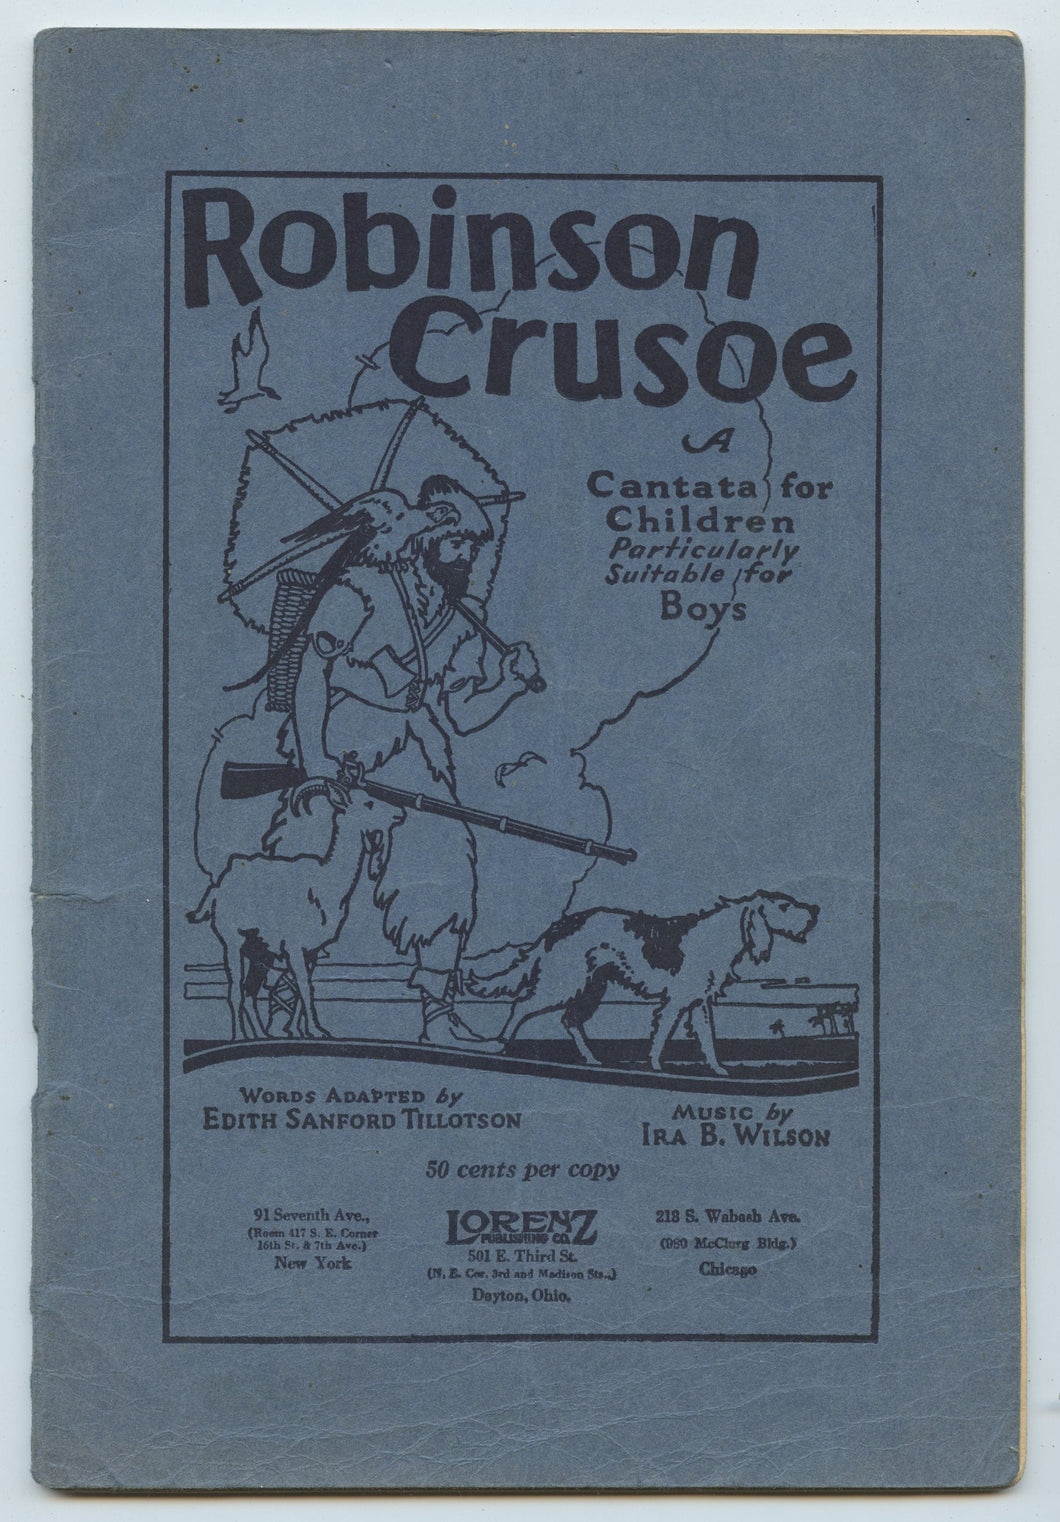 Robinson
Crusoe
A
Cantata for
Children
Particularly
Suitable for
Boys
WORDS ADAPTED by
EDITH SANFORD TILLOTSON
MUSIC by
IRA B. WILSON
50 cents per copy
91 Seventh Ave.,
(Room 417 S. E. Corner
16th St. & 7th Ave.)
New York
LORENZ
PUBLISHING CO.
501 E. Third St.
(N. E. Cor. 3rd and Madison Sts.,)
Dayton, Ohio.
218 S. Wabash Ave.
(980 McClurg Bldg.)
Chicago